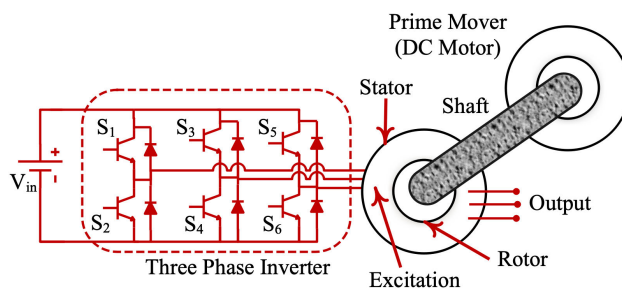 Prime Mover
(DC Motor)
Stator
Shaft
S1
S3
S5
+
Vin
-
S2
S4
S6
Output
Three Phase Inverter
Rotor
Excitation